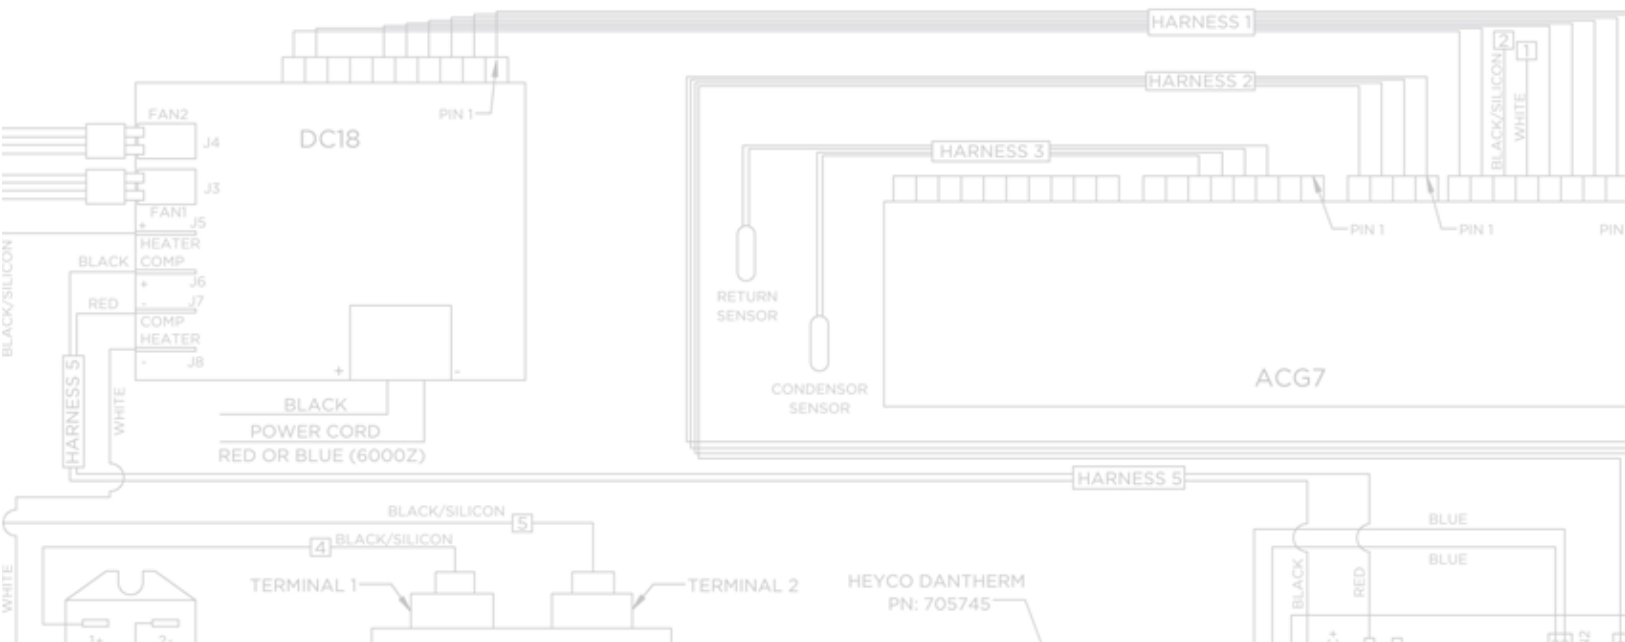 HARNESS 1
2
1
BLACK/SILICON
WHITE
HARNESS 2
HARNESS 3
FAN2
PIN 1
DC18
J4
J3
FAN1
+
J5
HEATER
BLACK
COMP
+
J6
RED
-
J7
COMP
HEATER
-
J8
BLACK/SILICON
HARNESS 5
WHITE
+
-
BLACK
POWER CORD
RED OR BLUE (6000Z)
RETURN
SENSOR
CONDENSOR
SENSOR
PIN 1
PIN 1
PIN
ACG7
HARNESS 5
BLACK/SILICON
5
4
BLACK/SILICON
BLUE
BLUE
WHITE
TERMINAL 1
TERMINAL 2
HEYCO DANTHERM
PN: 705745
BLACK
RED
1+
2-